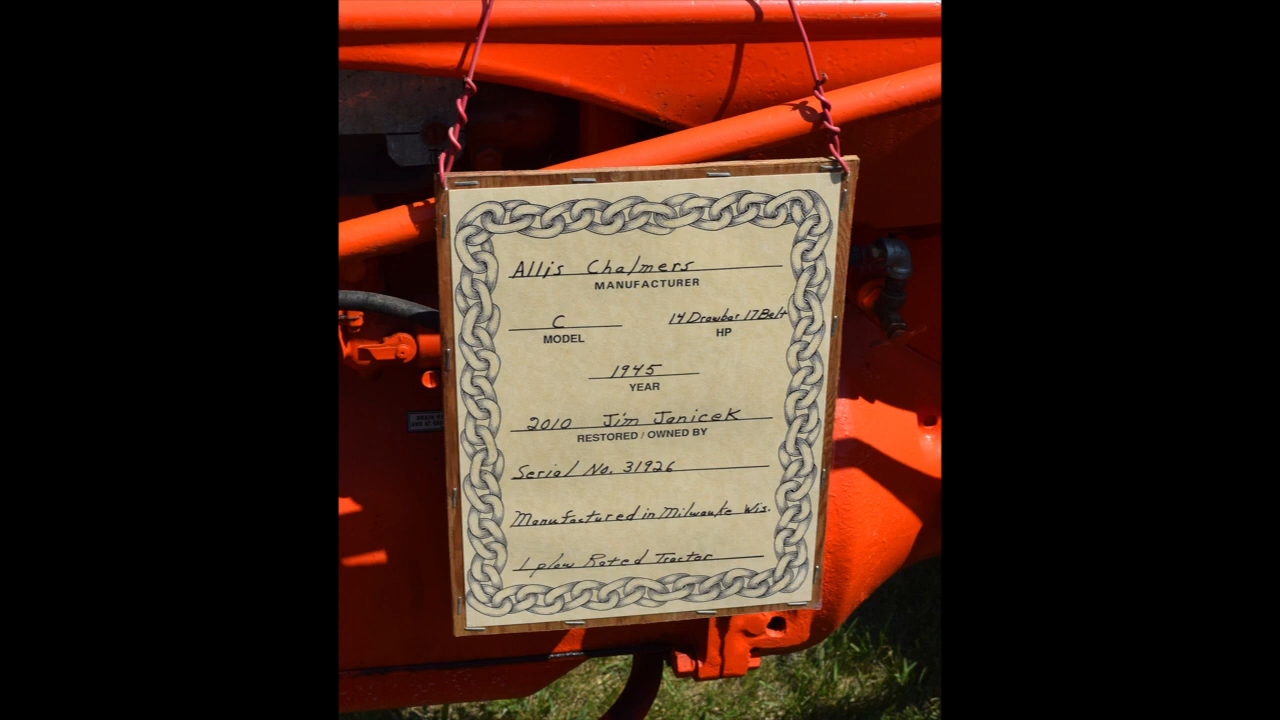 Allis Chalmers
MANUFACTURER
C 14 Drawbar 17 Belt
MODEL HP
1945
YEAR
2010 Jim Janicek
RESTORED / OWNED BY
Serial No. 31926
Manufactured in Milwauke Wis.
1 plow Rated Tractor